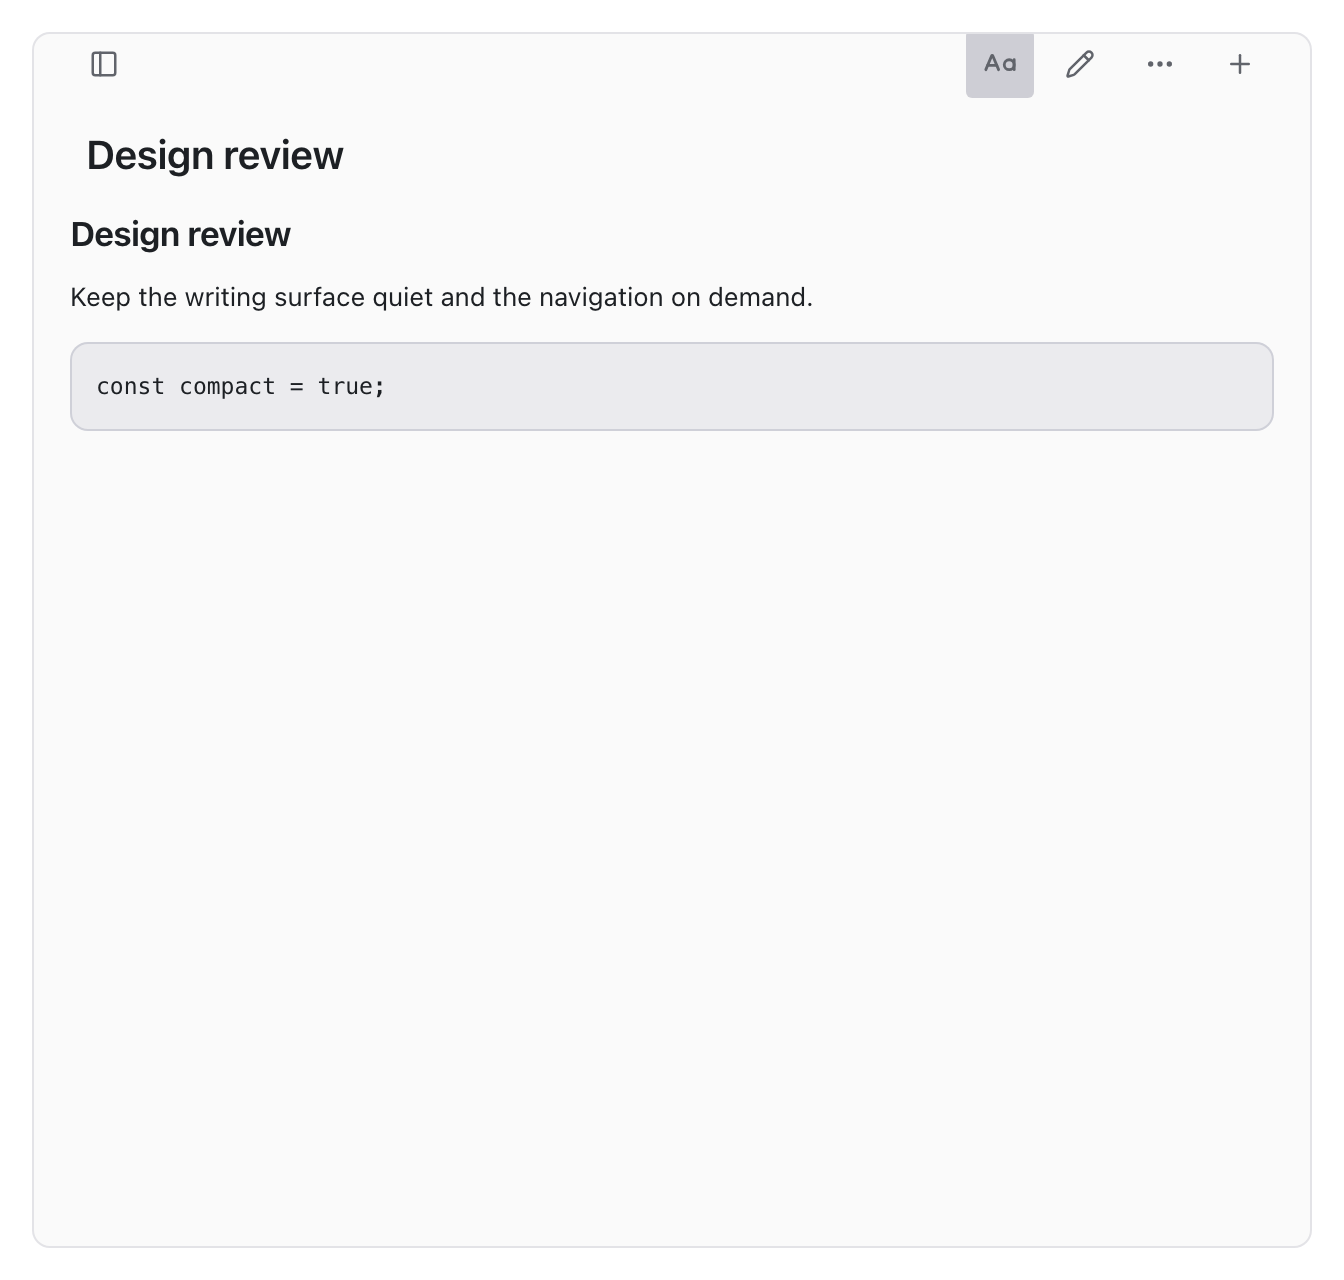 Aa
Design review
Design review
Keep the writing surface quiet and the navigation on demand.
const compact = true;